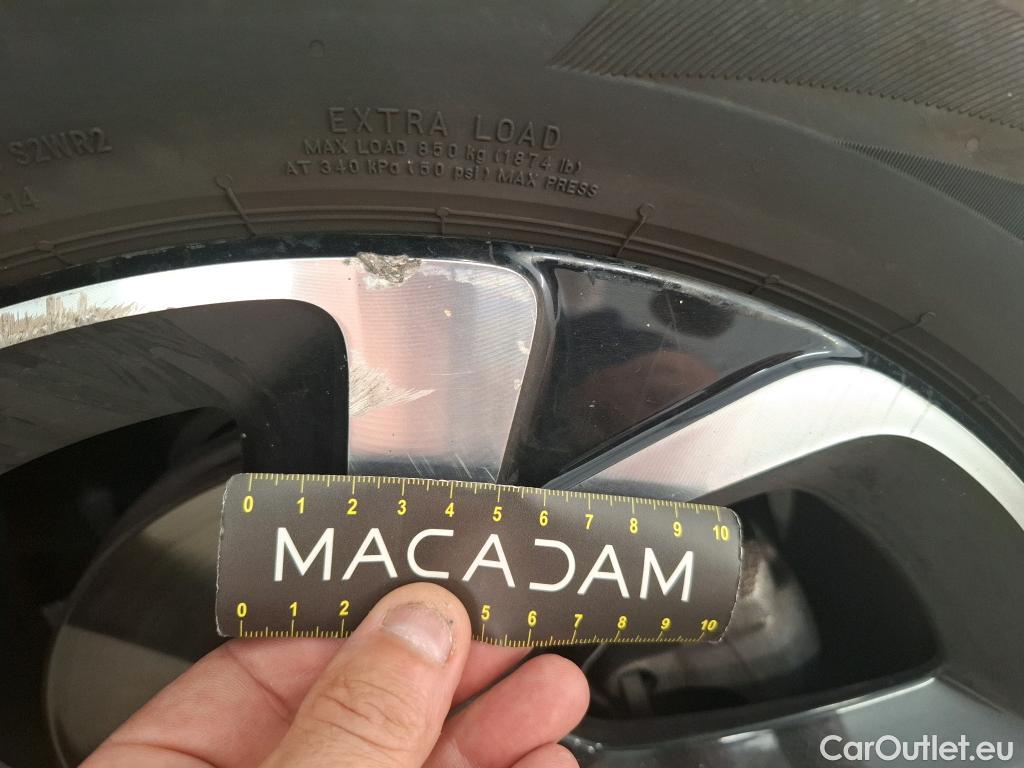 EXTRA LOAD
MAX LOAD 850 kg (1874 lb)
AT 340 kPa (50 psi) MAX PRESS
S2WR2
0 1 2 3 4 5 6 7 8 9 10
MACADAM
0 1 2 5 6 7 8 9 10
CarOutlet.eu